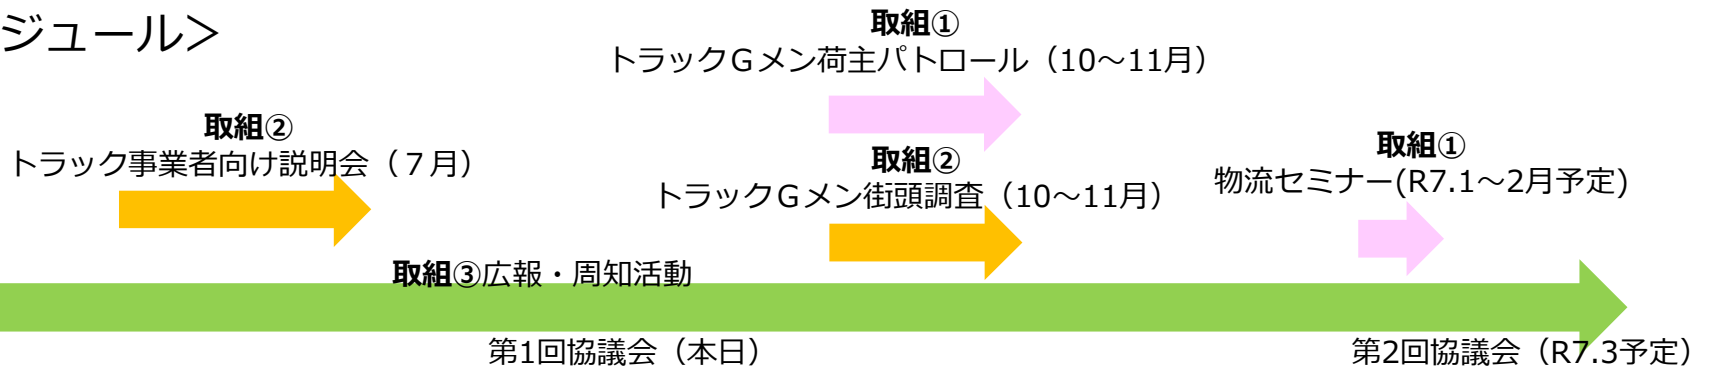 ジュール＞
取組①
トラックＧメン荷主パトロール（10～11月）
取組②
トラック事業者向け説明会（７月）
取組②
トラックＧメン街頭調査（10～11月）
取組①
物流セミナー(R7.1～2月予定)
取組③広報・周知活動
第1回協議会（本日）
第2回協議会（R7.3予定）